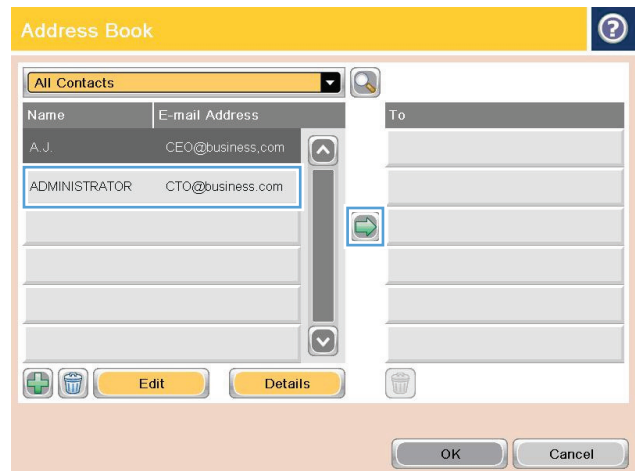 Address Book
?
All Contacts
Name E-mail Address To
A.J. CEO@business,com
ADMINISTRATOR CTO@business.com
Edit Details
OK Cancel